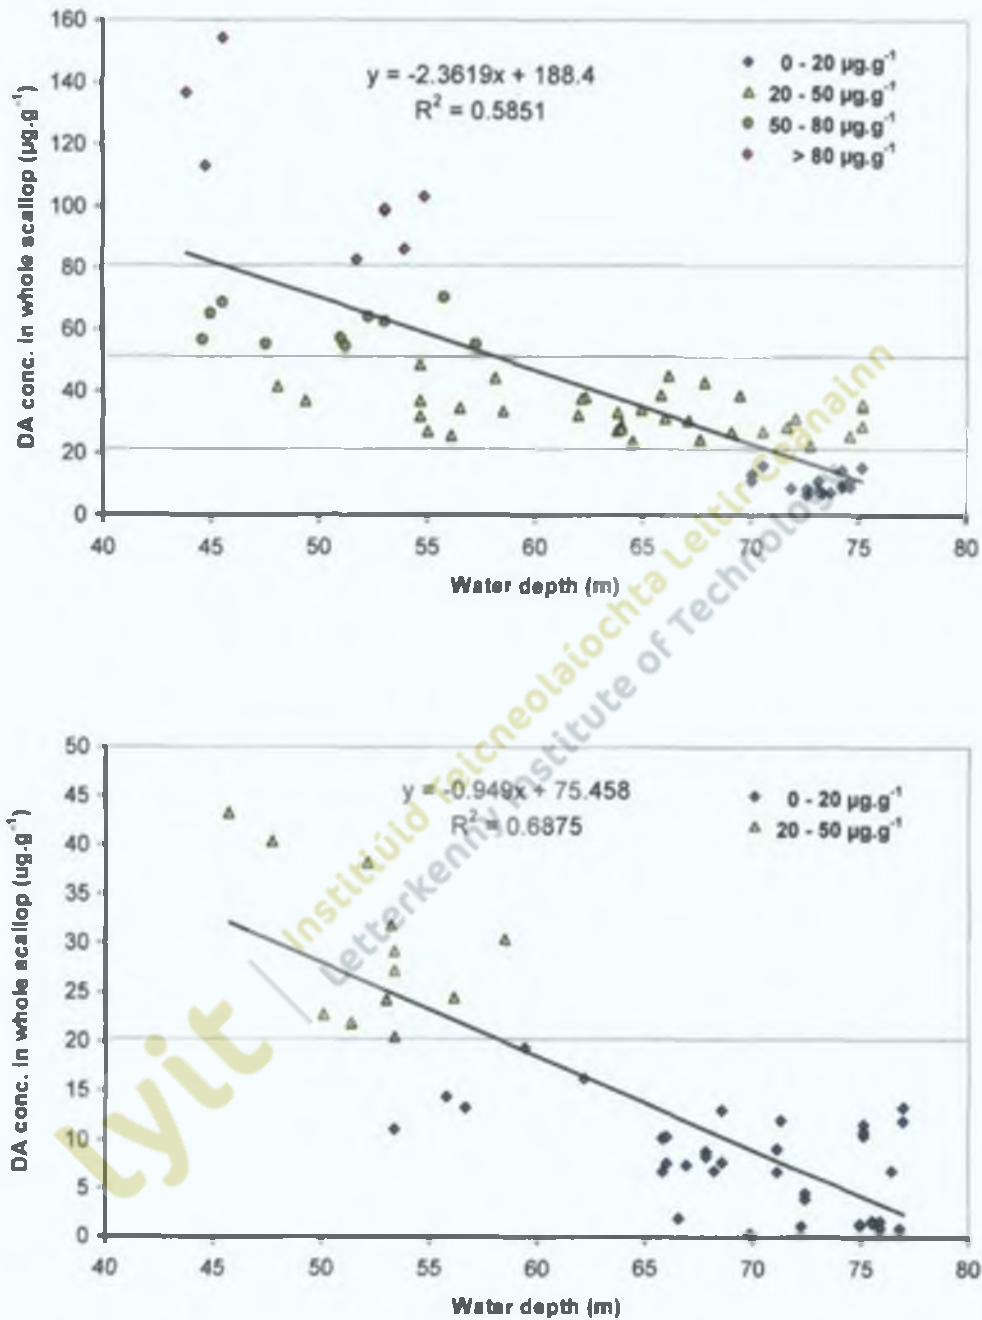 160
140
120
100
80
60
40
20
0
DA conc. in whole scallop (µg.g⁻¹)
y = -2.3619x + 188.4
R² = 0.5851
0 - 20 µg.g⁻¹
20 - 50 µg.g⁻¹
50 - 80 µg.g⁻¹
> 80 µg.g⁻¹
40 45 50 55 60 65 70 75 80
Water depth (m)
50
45
40
35
30
25
20
15
10
5
0
DA conc. in whole scallop (ug.g⁻¹)
y = -0.949x + 75.458
R² = 0.6875
0 - 20 µg.g⁻¹
20 - 50 µg.g⁻¹
40 45 50 55 60 65 70 75 80
Water depth (m)
lyit
Institiúid Teicneolaíochta Leitir Ceanainn
Letterkenny Institute of Technology